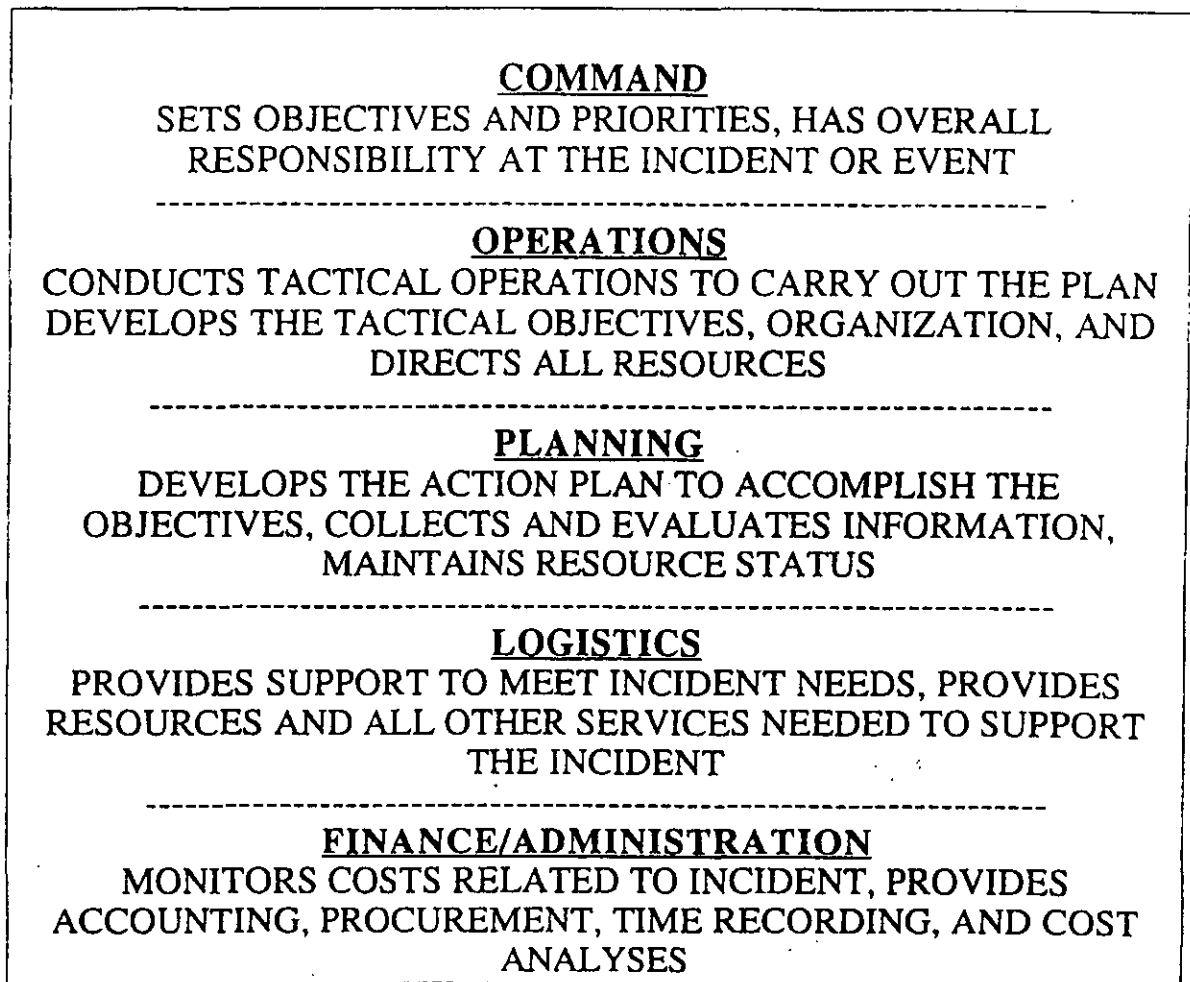 COMMAND
SETS OBJECTIVES AND PRIORITIES, HAS OVERALL
RESPONSIBILITY AT THE INCIDENT OR EVENT
OPERATIONS
CONDUCTS TACTICAL OPERATIONS TO CARRY OUT THE PLAN
DEVELOPS THE TACTICAL OBJECTIVES, ORGANIZATION, AND
DIRECTS ALL RESOURCES
PLANNING
DEVELOPS THE ACTION PLAN TO ACCOMPLISH THE
OBJECTIVES, COLLECTS AND EVALUATES INFORMATION,
MAINTAINS RESOURCE STATUS
LOGISTICS
PROVIDES SUPPORT TO MEET INCIDENT NEEDS, PROVIDES
RESOURCES AND ALL OTHER SERVICES NEEDED TO SUPPORT
THE INCIDENT
FINANCE/ADMINISTRATION
MONITORS COSTS RELATED TO INCIDENT, PROVIDES
ACCOUNTING, PROCUREMENT, TIME RECORDING, AND COST
ANALYSES